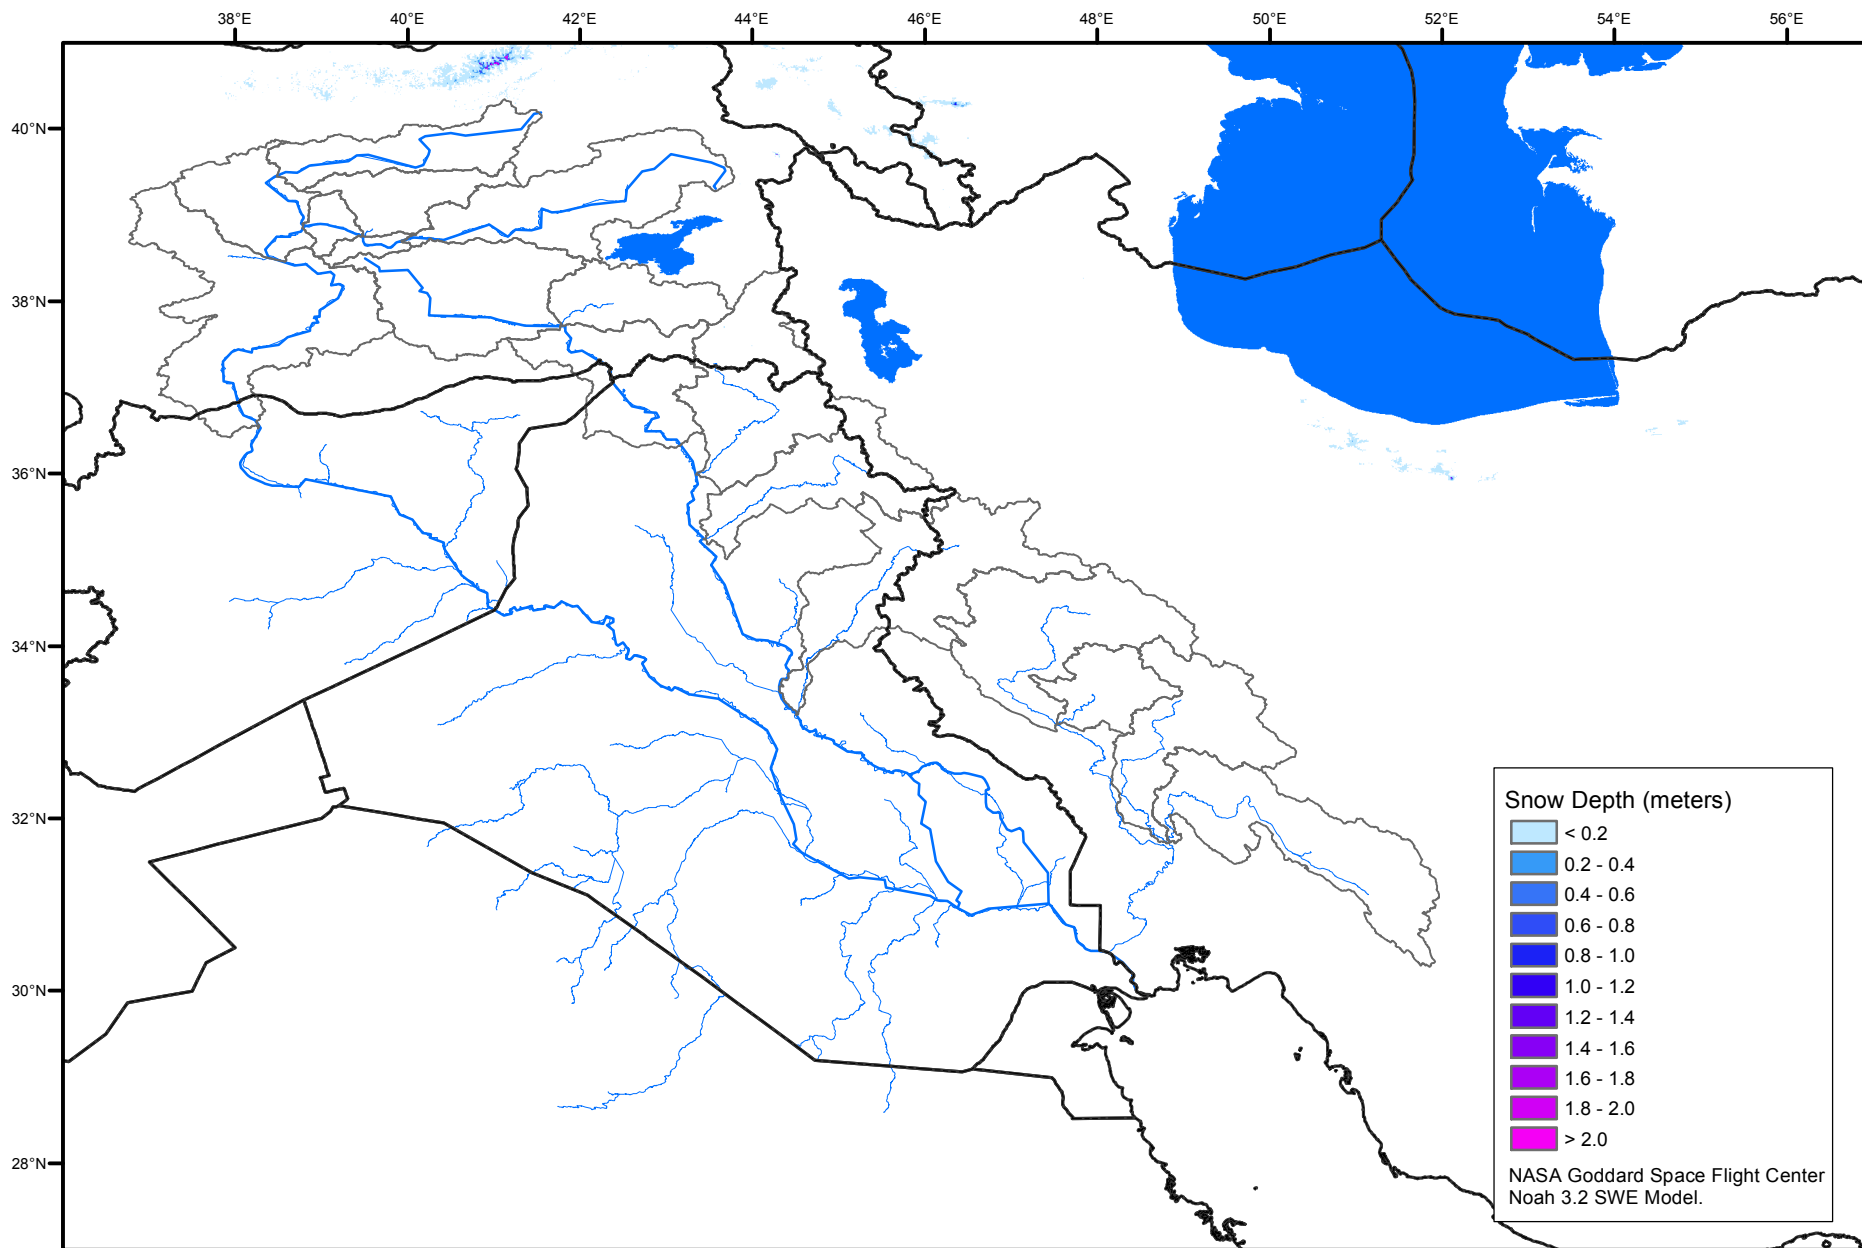 38°E 40°E 42°E 44°E 46°E 48°E 50°E 52°E 54°E 56°E
40°N
38°N
36°N
34°N
32°N
30°N
28°N
Snow Depth (meters)
< 0.2
0.2 - 0.4
0.4 - 0.6
0.6 - 0.8
0.8 - 1.0
1.0 - 1.2
1.2 - 1.4
1.4 - 1.6
1.6 - 1.8
1.8 - 2.0
> 2.0
NASA Goddard Space Flight Center
Noah 3.2 SWE Model.